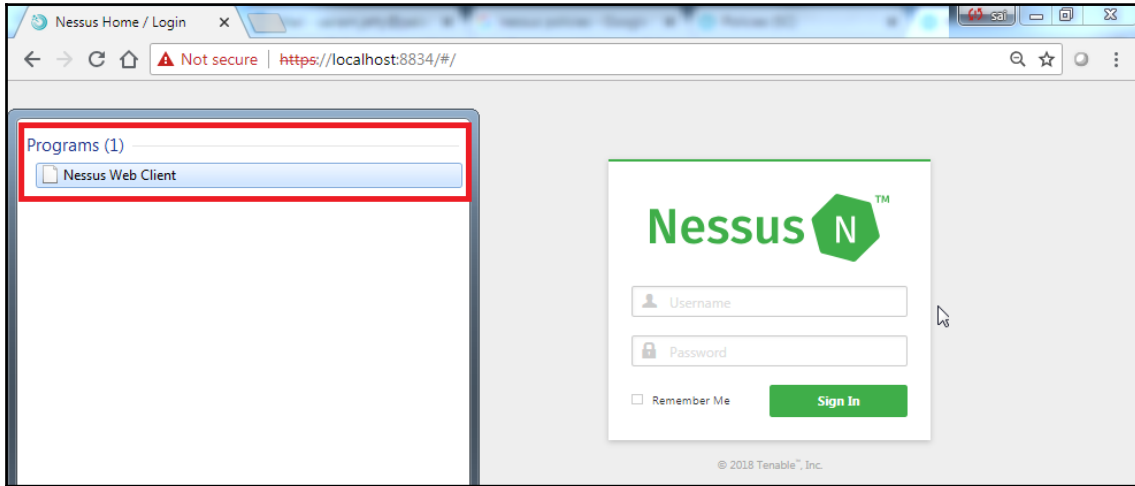 Nessus Home / Login
sai
Not secure | https://localhost:8834/#/
Programs (1)
Nessus Web Client
Nessus N ™
Username
Password
Remember Me
Sign In
© 2018 Tenable™, Inc.